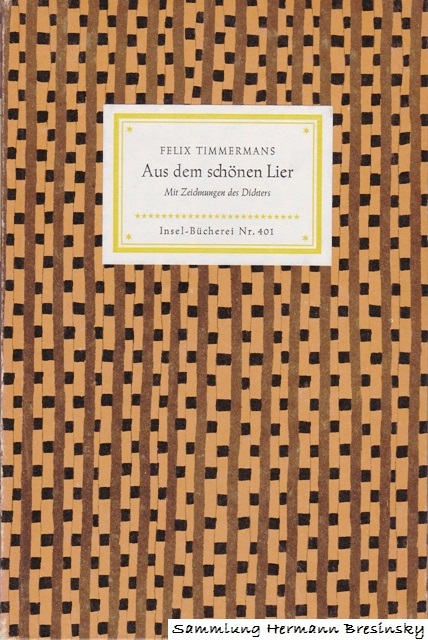 FELIX TIMMERMANS
Aus dem schönen Lier
Mit Zeichnungen des Dichters
Insel-Bücherei Nr. 401
Sammlung Hermann Bresinsky